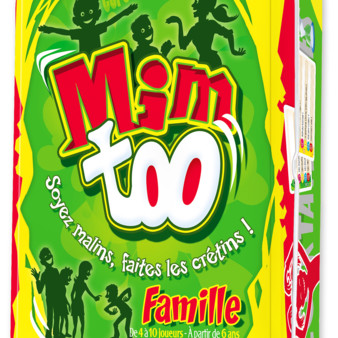 Mim
too
Soyez malins, faites les crétins !
Famille
De 4 à 10 joueurs - À partir de 6 ans